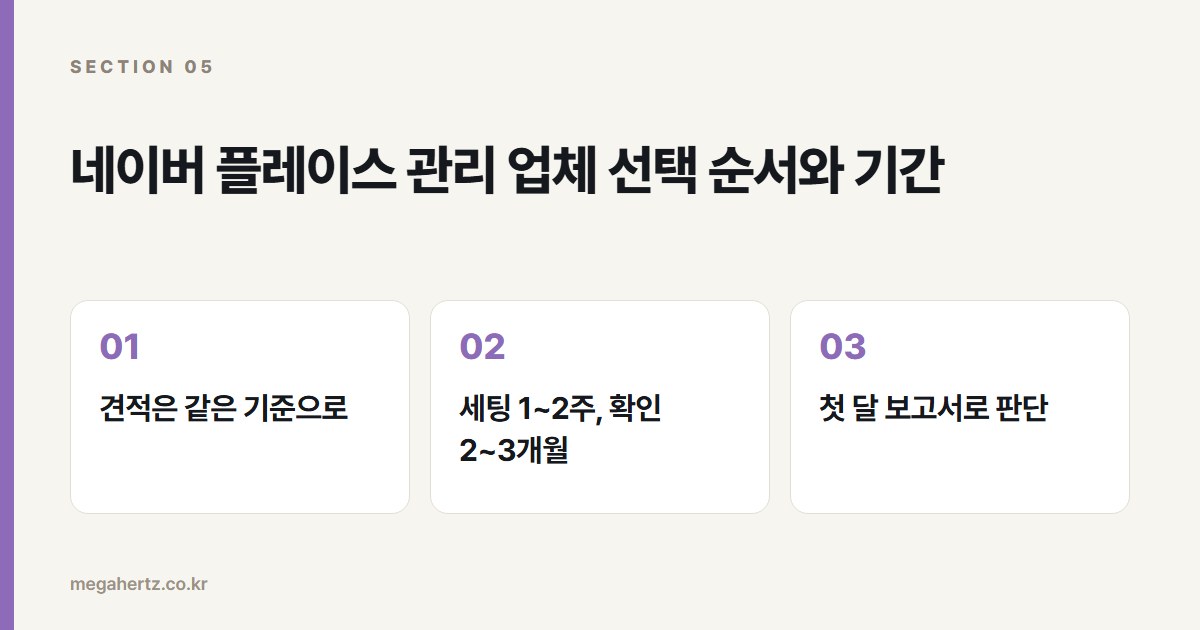 SECTION 05
네이버 플레이스 관리 업체 선택 순서와 기간
01
견적은 같은 기준으로
02
세팅 1~2주, 확인
2~3개월
03
첫 달 보고서로 판단
megahertz.co.kr